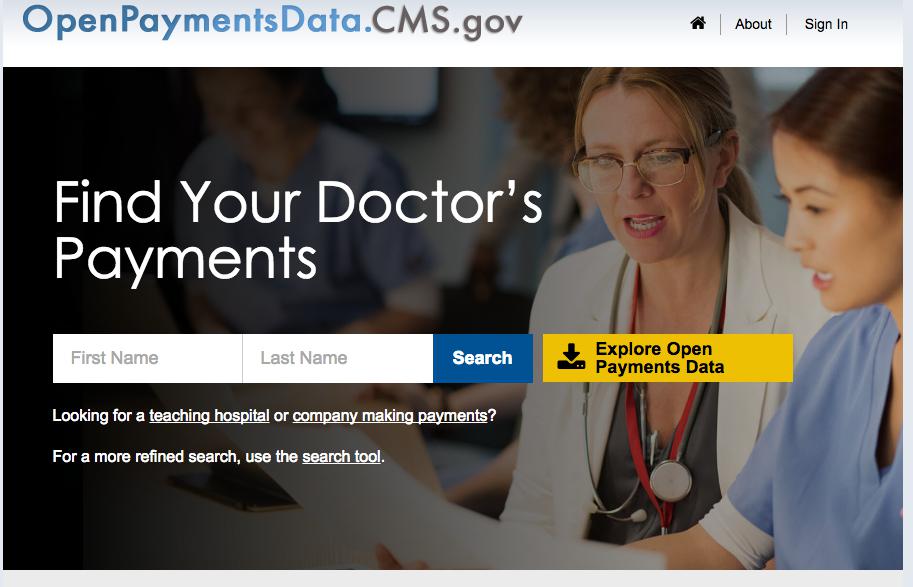 OpenPaymentsData.CMS.gov
About
Sign In
Find Your Doctor's
Payments
First Name
Last Name
Search
Explore Open
Payments Data
Looking for a teaching hospital or company making payments?
For a more refined search, use the search tool.